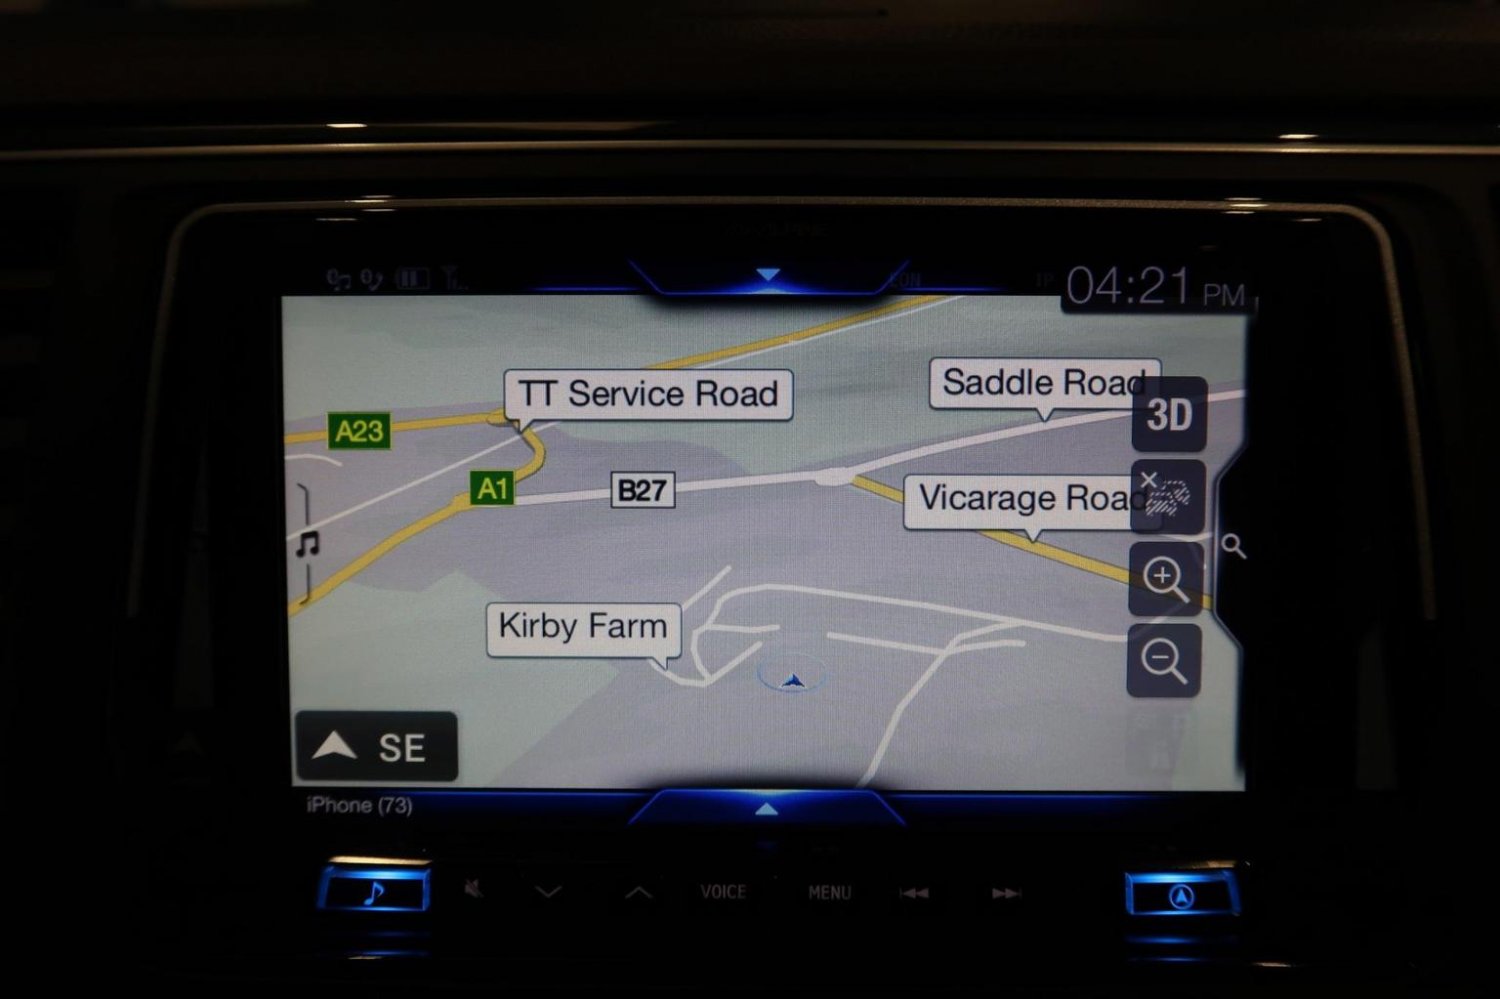 04:21 PM
TT Service Road
Saddle Road
3D
A23
A1
B27
Vicarage Road
Kirby Farm
SE
iPhone (73)
VOICE
MENU